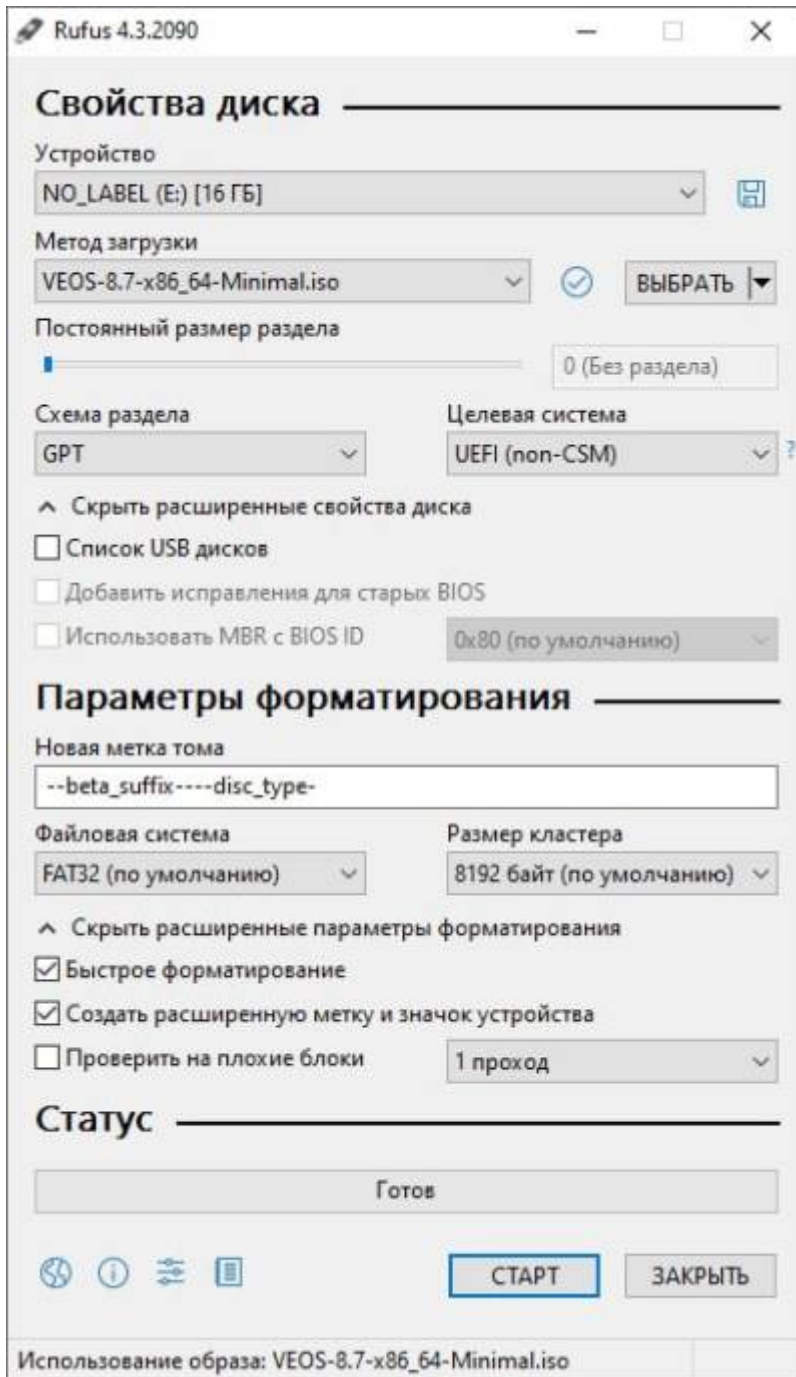 Rufus 4.3.2090
Свойства диска
Устройство
NO_LABEL (E:) [16 ГБ]
Метод загрузки
VEOS-8.7-x86_64-Minimal.iso
ВЫБРАТЬ
Постоянный размер раздела
0 (Без раздела)
Схема раздела
Целевая система
GPT
UEFI (non-CSM)
?
Скрыть расширенные свойства диска
Список USB дисков
Добавить исправления для старых BIOS
Использовать MBR с BIOS ID
0x80 (по умолчанию)
Параметры форматирования
Новая метка тома
--beta_suffix----disc_type-
Файловая система
Размер кластера
FAT32 (по умолчанию)
8192 байт (по умолчанию)
Скрыть расширенные параметры форматирования
Быстрое форматирование
Создать расширенную метку и значок устройства
Проверить на плохие блоки
1 проход
Статус
Готов
СТАРТ
ЗАКРЫТЬ
Использование образа: VEOS-8.7-x86_64-Minimal.iso